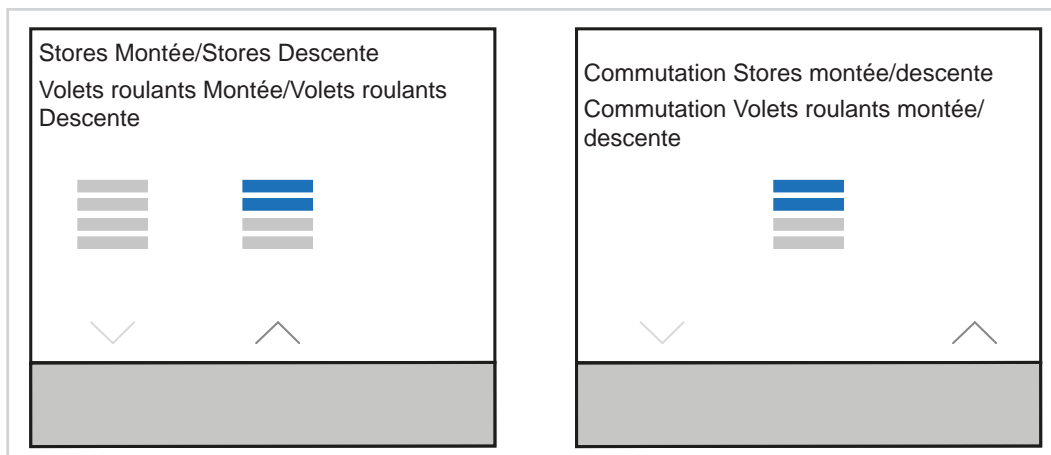 Stores Montée/Stores Descente
Volets roulants Montée/Volets roulants
Descente
Commutation Stores montée/descente
Commutation Volets roulants montée/
descente